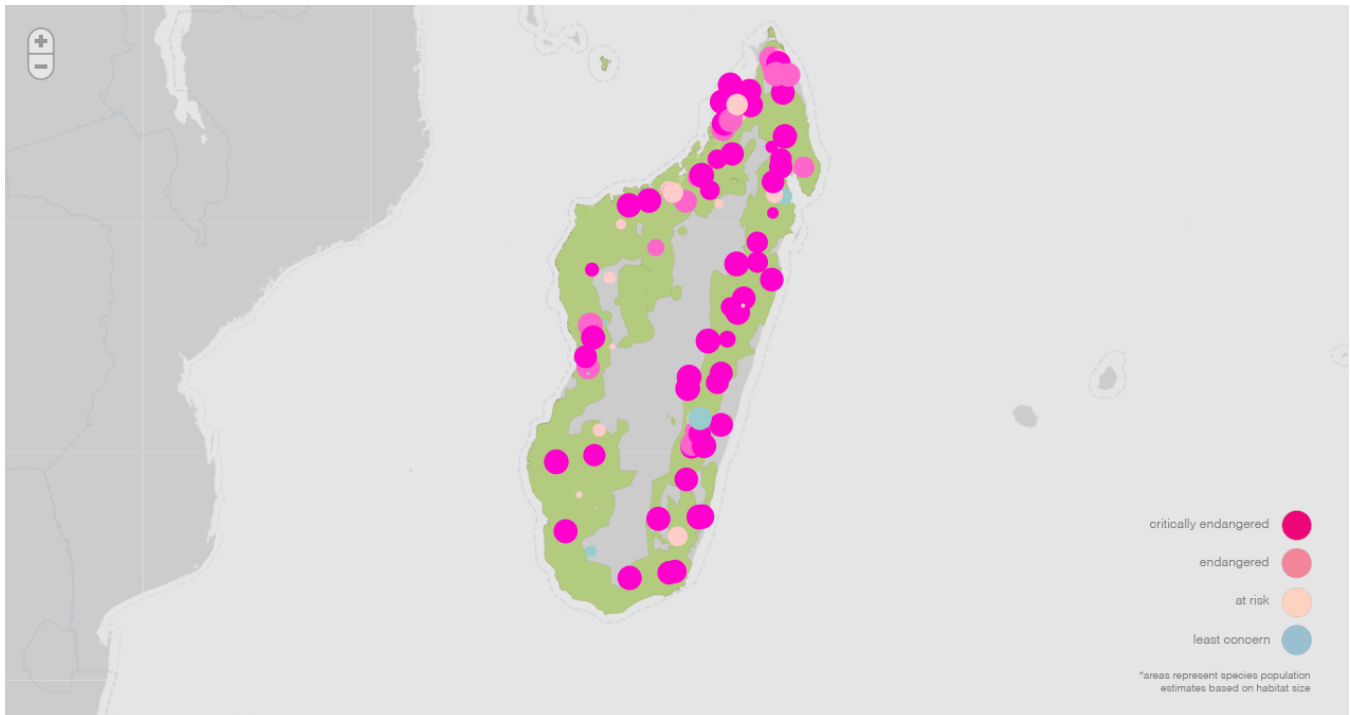 +
−
critically endangered
endangered
at risk
least concern
*areas represent species population
estimates based on habitat size